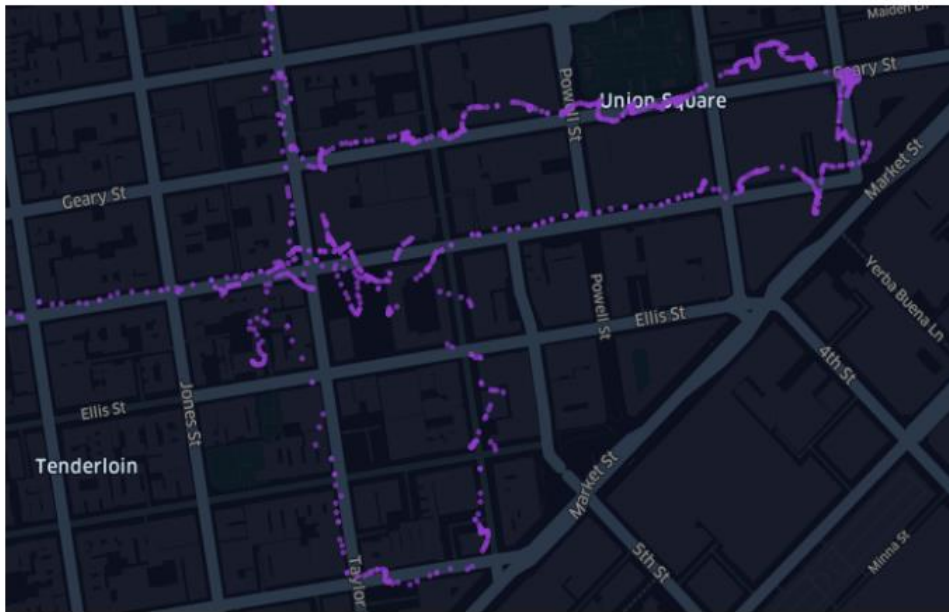 Maiden Ln
Geary St
Powell St
Union Square
Geary St
Market St
Yerba Buena Ln
Powell St
Ellis St
4th St
Jones St
Ellis St
Tenderloin
Market St
5th St
Minna St
Taylor